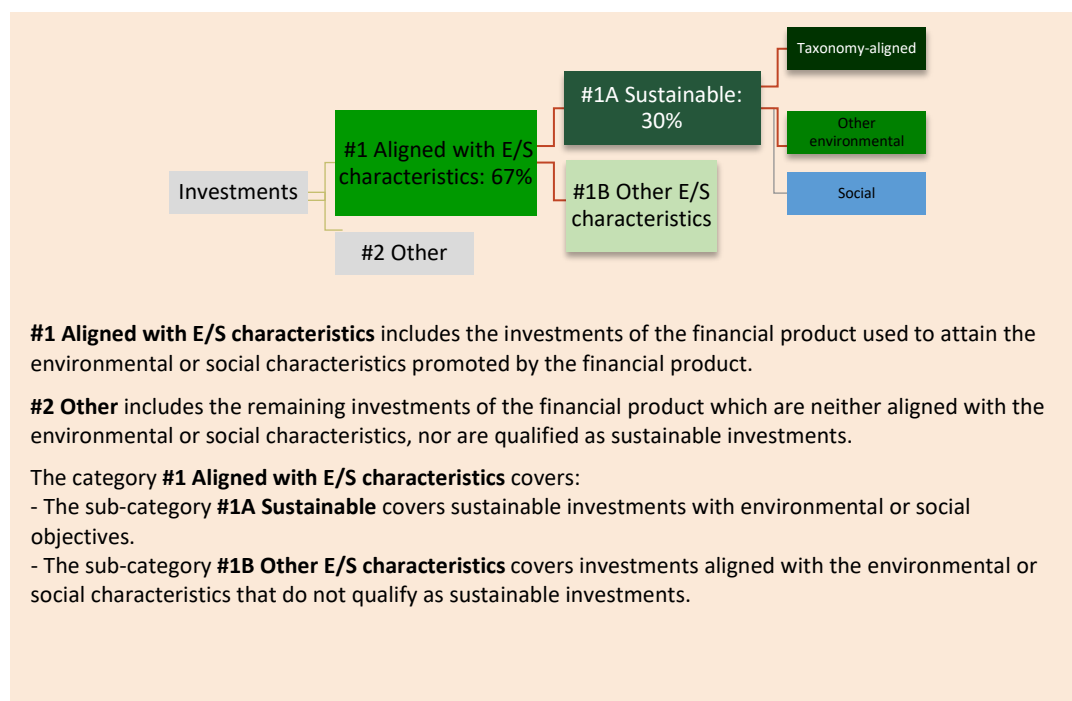 Taxonomy-aligned
#1A Sustainable:
30%
Other
environmental
#1 Aligned with E/S
characteristics: 67%
Investments
#1B Other E/S
characteristics
Social
#2 Other
#1 Aligned with E/S characteristics includes the investments of the financial product used to attain the
environmental or social characteristics promoted by the financial product.
#2 Other includes the remaining investments of the financial product which are neither aligned with the
environmental or social characteristics, nor are qualified as sustainable investments.
The category #1 Aligned with E/S characteristics covers:
- The sub-category #1A Sustainable covers sustainable investments with environmental or social
objectives.
- The sub-category #1B Other E/S characteristics covers investments aligned with the environmental or
social characteristics that do not qualify as sustainable investments.